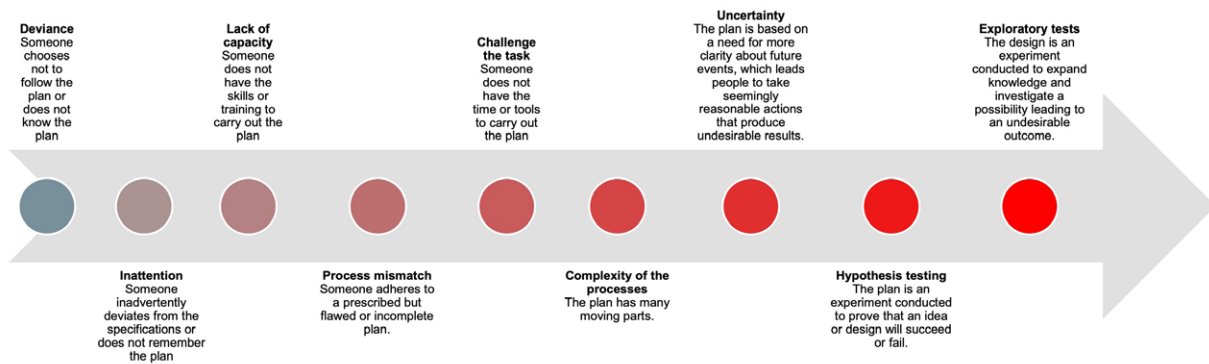 Deviance
Someone
chooses
not to
follow the
plan or
does not
know the
plan
Inattention
Someone
inadvertently
deviates from the
specifications or
does not remember
the plan
Lack of
capacity
Someone
does not
have the
skills or
training to
carry out the
plan
Process mismatch
Someone adheres to
a prescribed but
flawed or incomplete
plan.
Challenge
the task
Someone
does not
have the
time or tools
to carry out
the plan
Complexity of the
processes
The plan has many
moving parts.
Uncertainty
The plan is based on
a need for more
clarity about future
events, which leads
people to take
seemingly
reasonable actions
that produce
undesirable results.
Hypothesis testing
The plan is an
experiment conducted
to prove that an idea
or design will succeed
or fail.
Exploratory tests
The design is an
experiment
conducted to expand
knowledge and
investigate a
possibility leading to
an undesirable
outcome.